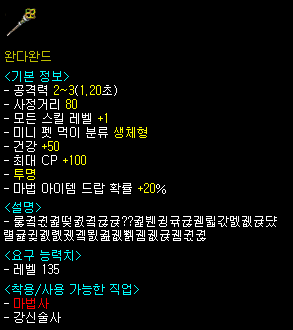 완다완드
<기본 정보>
- 공격력 2~3(1.20초)
- 사정거리 80
- 모든 스킬 레벨 +1
- 미니 펫 먹이 분류 생체형
- 건강 +50
- 최대 CP +100
- 투명
- 마법 아이템 드랍 확률 +20%
<설명>
<요구 능력치>
- 레벨 135
<착용/사용 가능한 직업>
- 마법사
- 강신술사